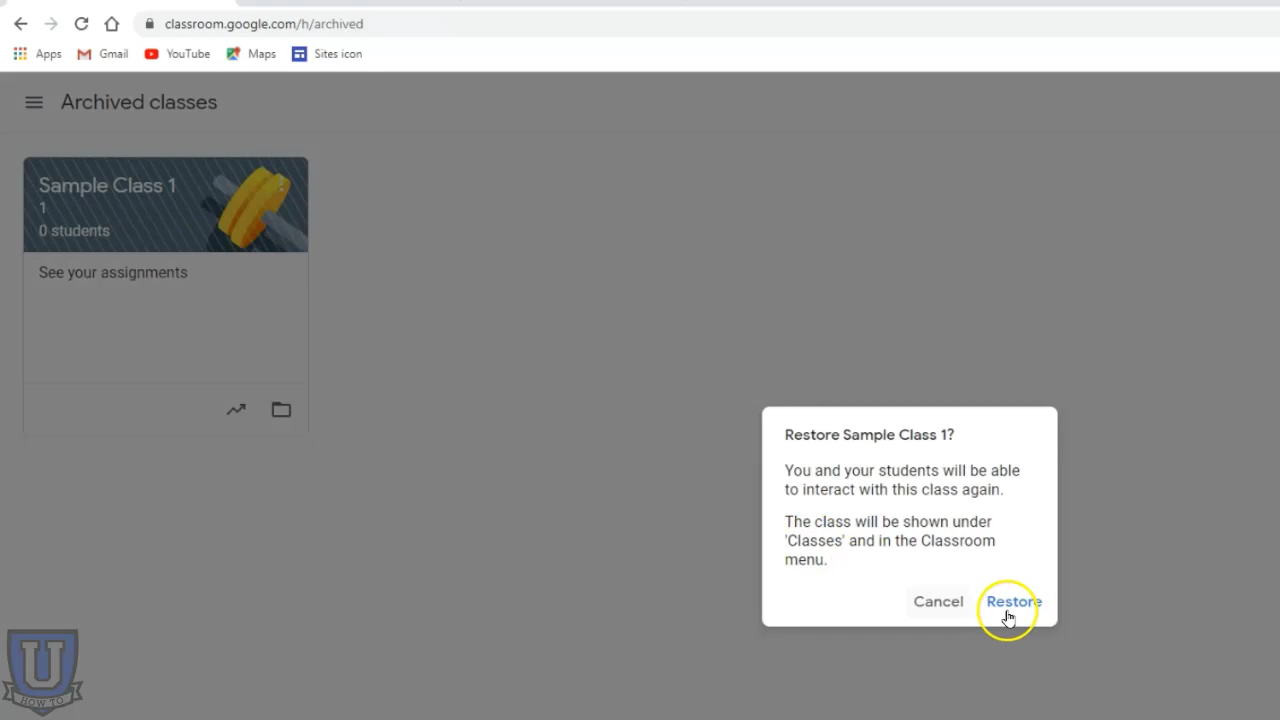 classroom.google.com/h/archived
Apps Gmail YouTube Maps Sites icon
Archived classes
Sample Class 1
1
0 students
See your assignments
Restore Sample Class 1?
You and your students will be able
to interact with this class again.
The class will be shown under
'Classes' and in the Classroom
menu.
Cancel Restore
U
HOW TO